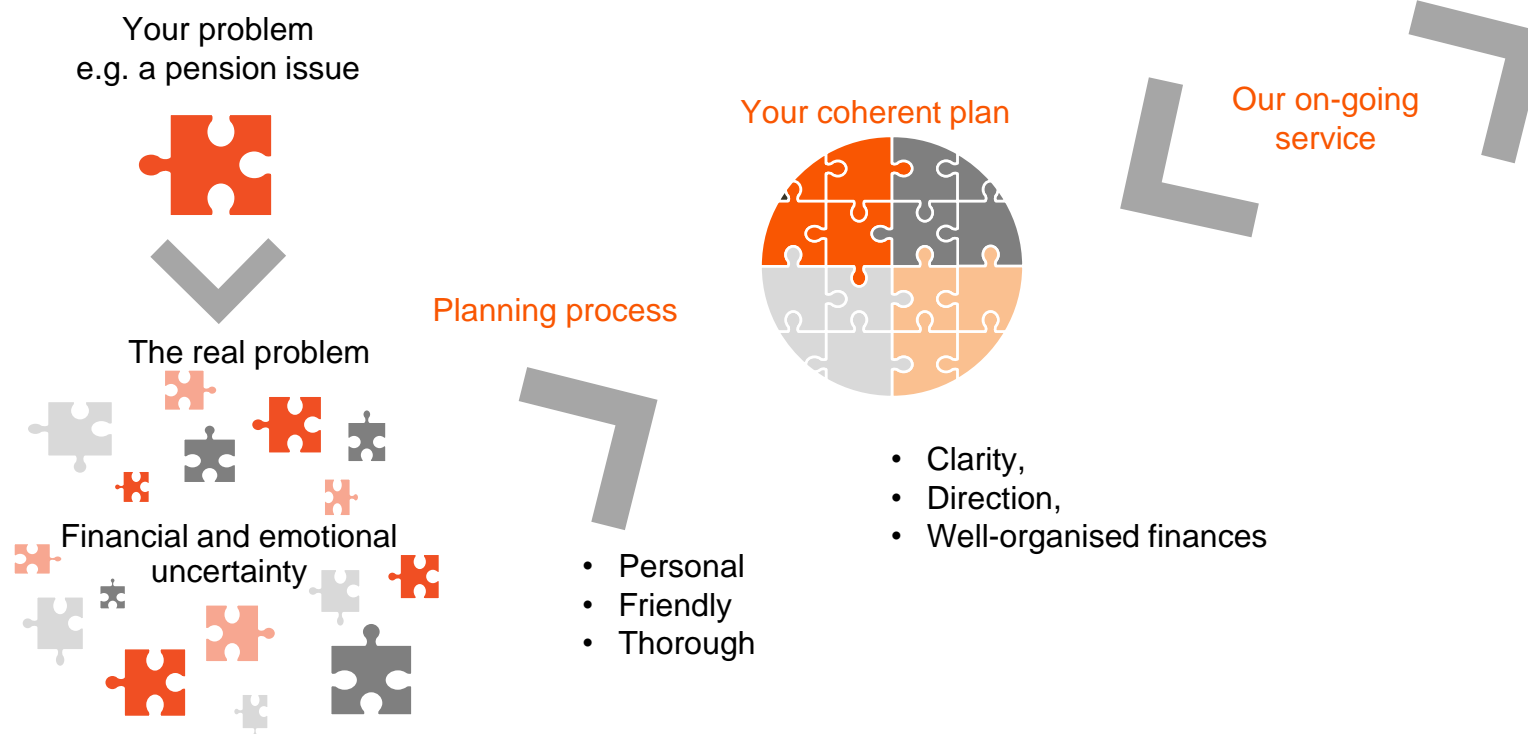 Your problem
e.g. a pension issue
The real problem
Financial and emotional
uncertainty
Planning process
• Personal
• Friendly
• Thorough
Your coherent plan
• Clarity,
• Direction,
• Well-organised finances
Our on-going
service